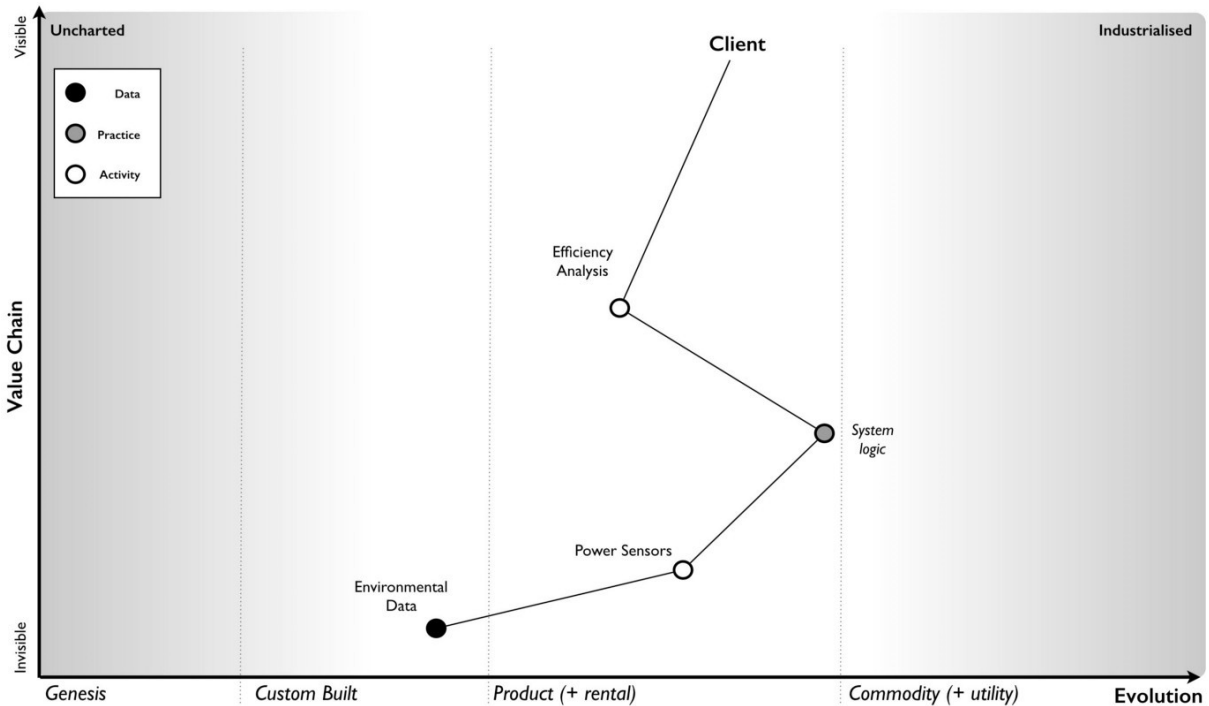 Uncharted
Industrialised
Client
Visible
Data
Practice
Activity
Efficiency
Analysis
Value Chain
System
logic
Power Sensors
Environmental
Data
Invisible
Genesis
Custom Built
Product (+ rental)
Commodity (+ utility)
Evolution